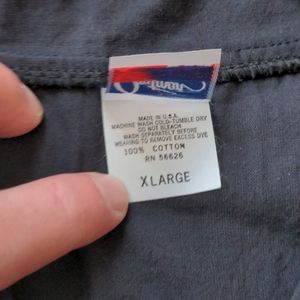 MADE IN U.S.A.
MACHINE WASH COLD-TUMBLE DRY
DO NOT BLEACH
WASH SEPARATELY BEFORE
WEARING TO REMOVE EXCESS DYE
100% COTTON
RN 56626
X LARGE